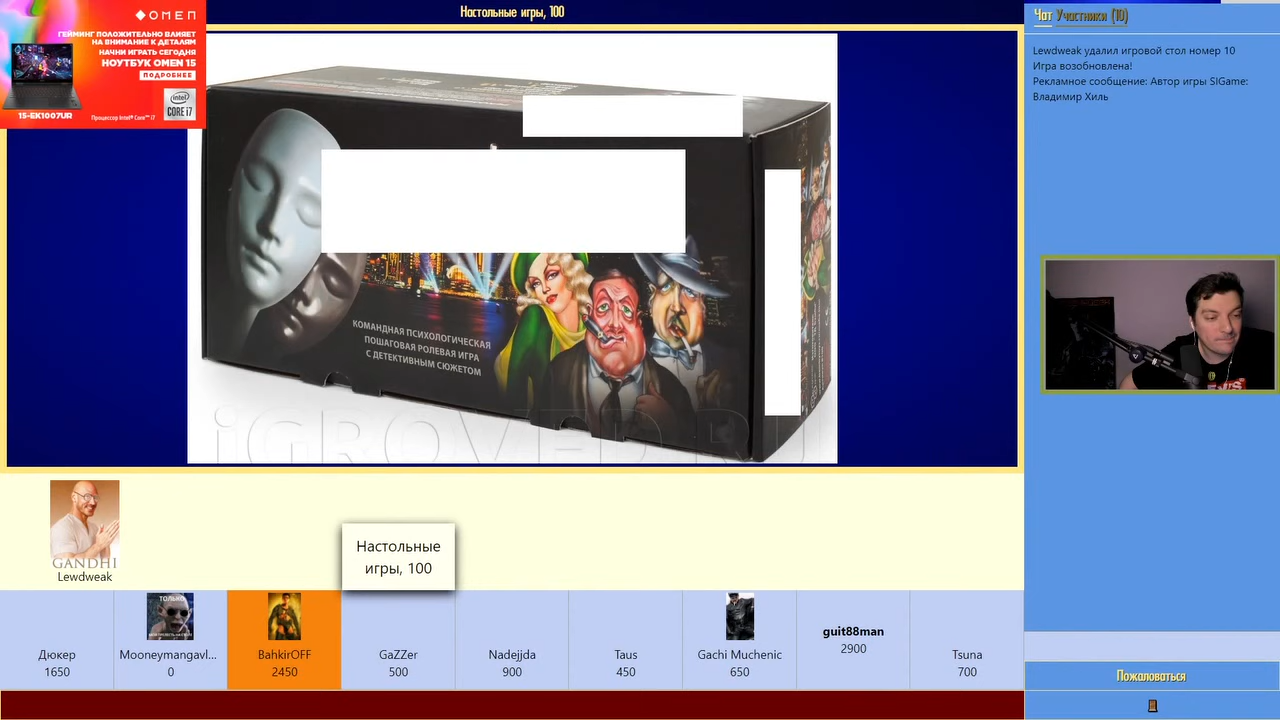 Настольные игры, 100
ОМЕП
ГЕЙМИНГ ПОЛОЖИТЕЛЬНО ВЛИЯЕТ
НА ВНИМАНИЕ К ДЕТАЛЯМ
НАЧНИ ИГРАТЬ СЕГОДНЯ
НОУТБУК OMEN 15
ПОДРОБНЕЕ
intel
CORE i7
15-EK1007UR
Процессор Intel® Core™ i7
КОМАНДНАЯ ПСИХОЛОГИЧЕСКАЯ
ПОШАГОВАЯ РОЛЕВАЯ ИГРА
С ДЕТЕКТИВНЫМ СЮЖЕТОМ
iGROVED.RU
Чат Участники (10)
Lewdweak удалил игровой стол номер 10
Игра возобновлена!
Рекламное сообщение: Автор игры SIGame:
Владимир Хиль
GANDHI
Lewdweak
Настольные
игры, 100
ТОЛЬКО
Дюкер
1650
Mooneymangavl...
0
BahkirOFF
2450
GaZZer
500
Nadejjda
900
Taus
450
Gachi Muchenic
650
guit88man
2900
Tsuna
700
Пожаловаться